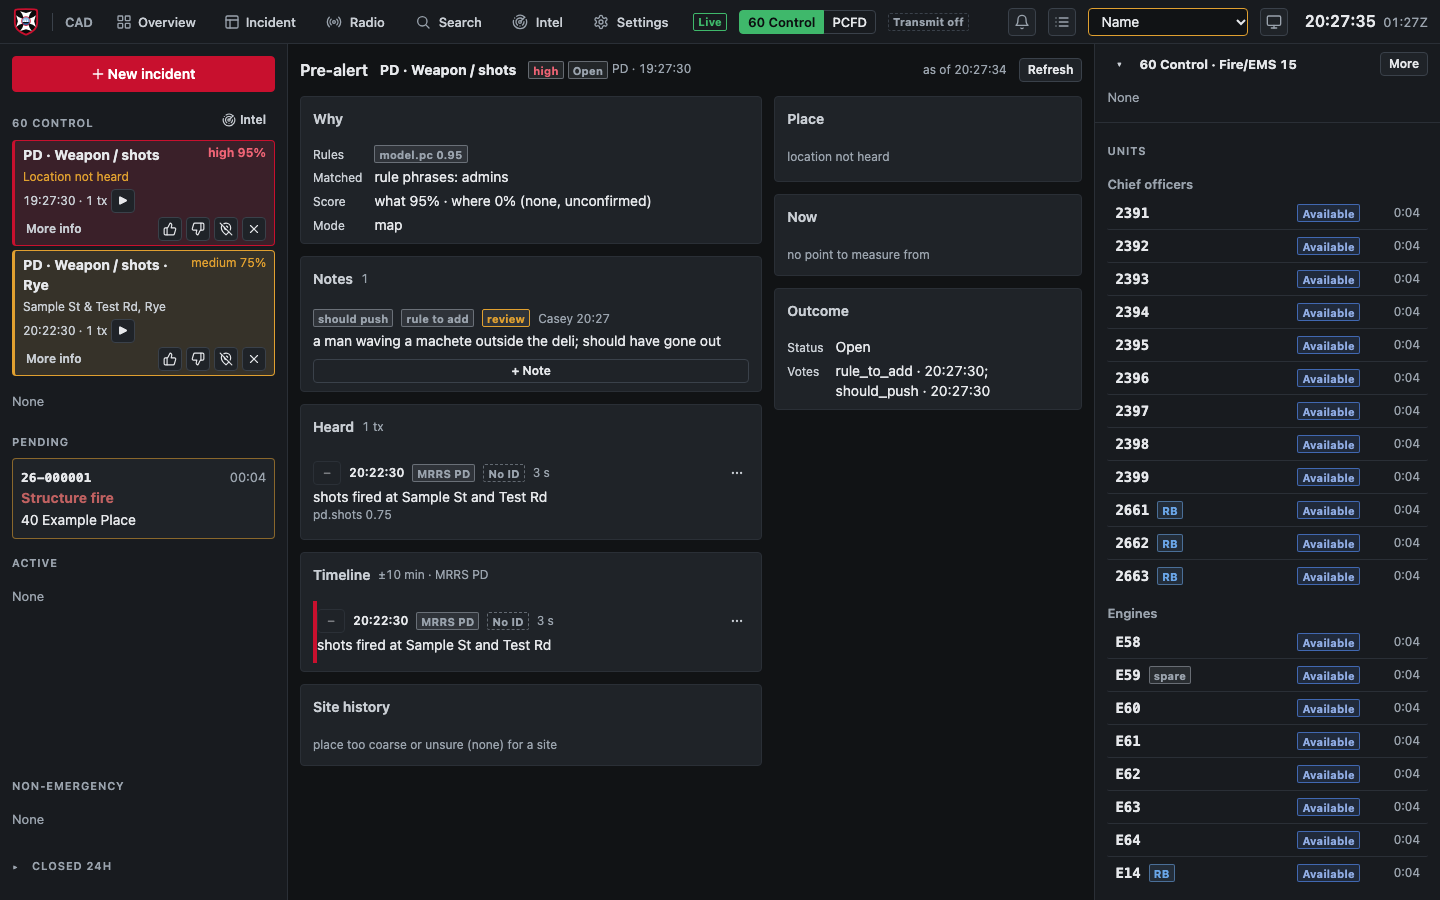 CAD Overview Incident Radio Search Intel Settings Live 60 Control PCFD Transmit off Name 20:27:35 01:27Z
+ New incident
60 CONTROL Intel
PD · Weapon / shots high 95%
Location not heard
19:27:30 · 1 tx
More info
PD · Weapon / shots · Rye medium 75%
Sample St & Test Rd, Rye
20:22:30 · 1 tx
More info
None
PENDING
26-000001 00:04
Structure fire
40 Example Place
ACTIVE
None
NON-EMERGENCY
None
CLOSED 24H
Pre-alert PD · Weapon / shots high Open PD · 19:27:30 as of 20:27:34 Refresh
Why
Rules model.pc 0.95
Matched rule phrases: admins
Score what 95% · where 0% (none, unconfirmed)
Mode map
Notes 1
should push rule to add review Casey 20:27
a man waving a machete outside the deli; should have gone out
+ Note
Heard 1 tx
– 20:22:30 MRRS PD No ID 3 s ...
shots fired at Sample St and Test Rd
pd.shots 0.75
Timeline ±10 min · MRRS PD
– 20:22:30 MRRS PD No ID 3 s ...
shots fired at Sample St and Test Rd
Site history
place too coarse or unsure (none) for a site
Place
location not heard
Now
no point to measure from
Outcome
Status Open
Votes rule_to_add · 20:27:30;
should_push · 20:27:30
60 Control · Fire/EMS 15 More
None
UNITS
Chief officers
2391 Available 0:04
2392 Available 0:04
2393 Available 0:04
2394 Available 0:04
2395 Available 0:04
2396 Available 0:04
2397 Available 0:04
2398 Available 0:04
2399 Available 0:04
2661 RB Available 0:04
2662 RB Available 0:04
2663 RB Available 0:04
Engines
E58 Available 0:04
E59 spare Available 0:04
E60 Available 0:04
E61 Available 0:04
E62 Available 0:04
E63 Available 0:04
E64 Available 0:04
E14 RB Available 0:04